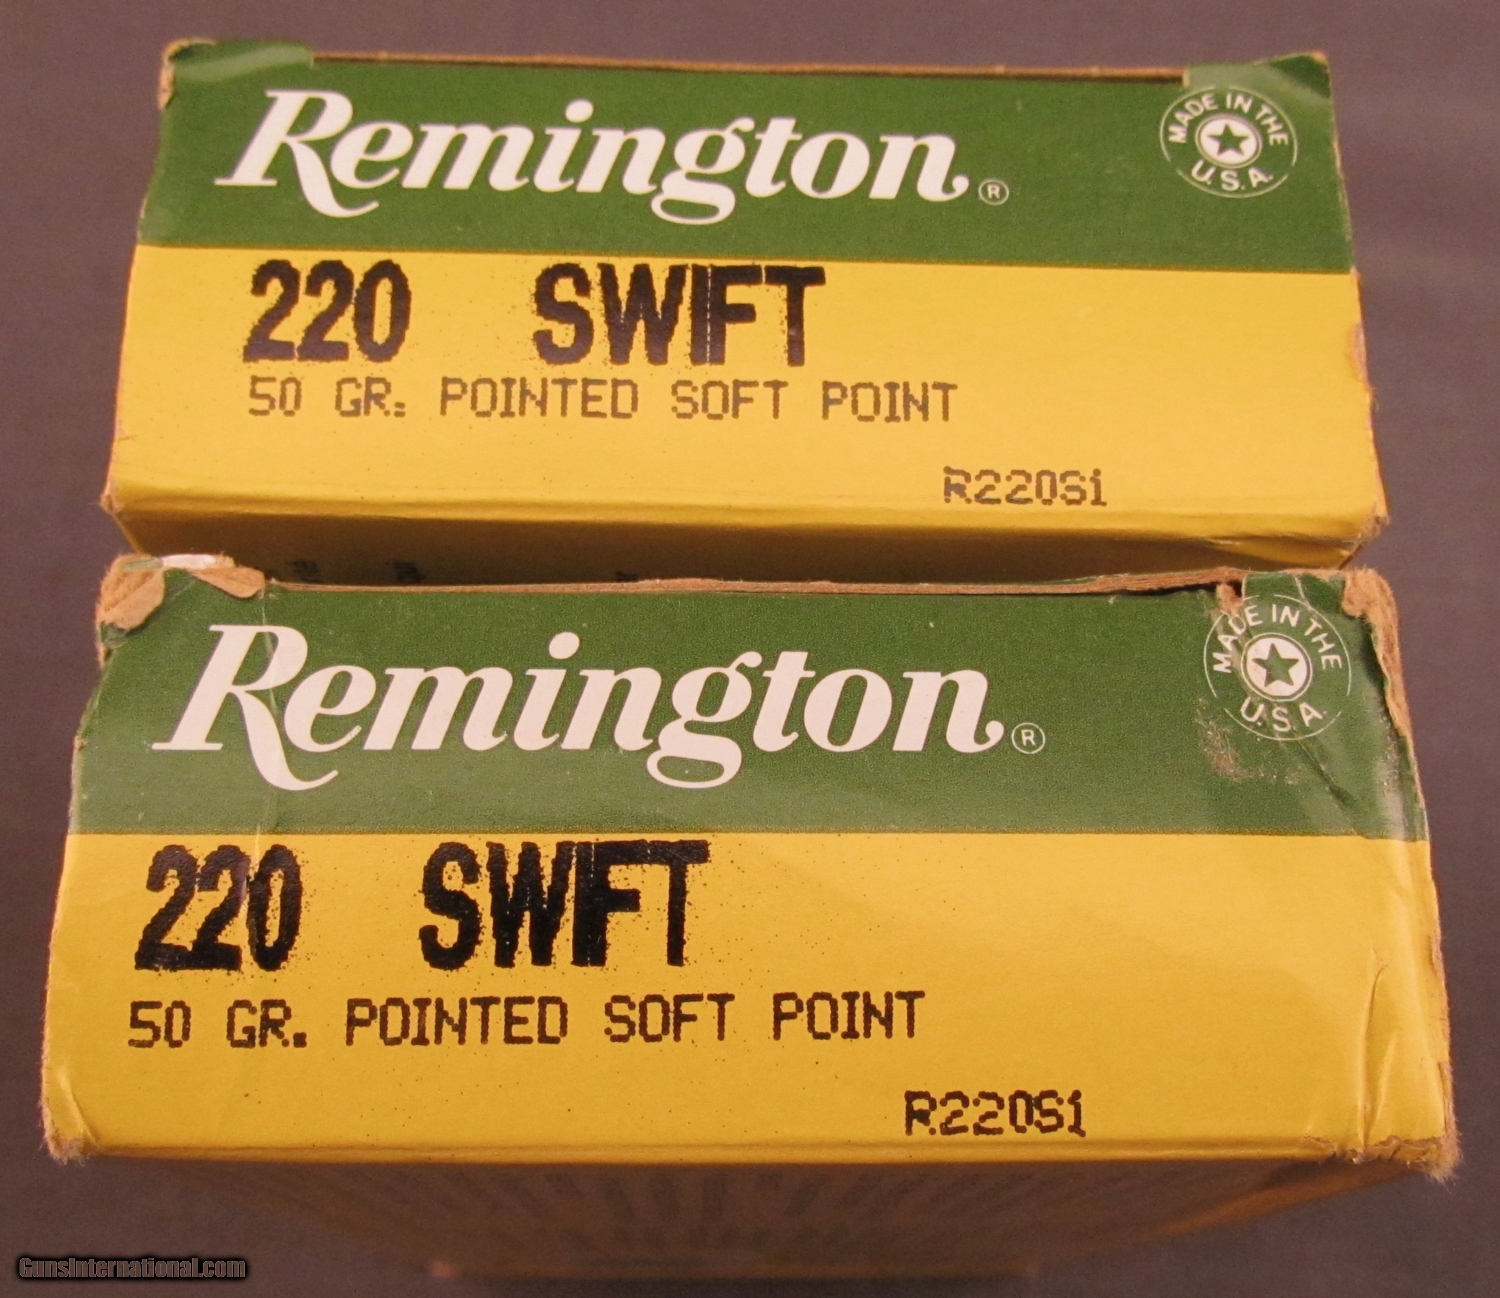 Remington®
MADE IN THE U.S.A.
220 SWIFT
50 GR. POINTED SOFT POINT
R220S1
Remington®
MADE IN THE U.S.A.
220 SWIFT
50 GR. POINTED SOFT POINT
R220S1
GunsInternational.com